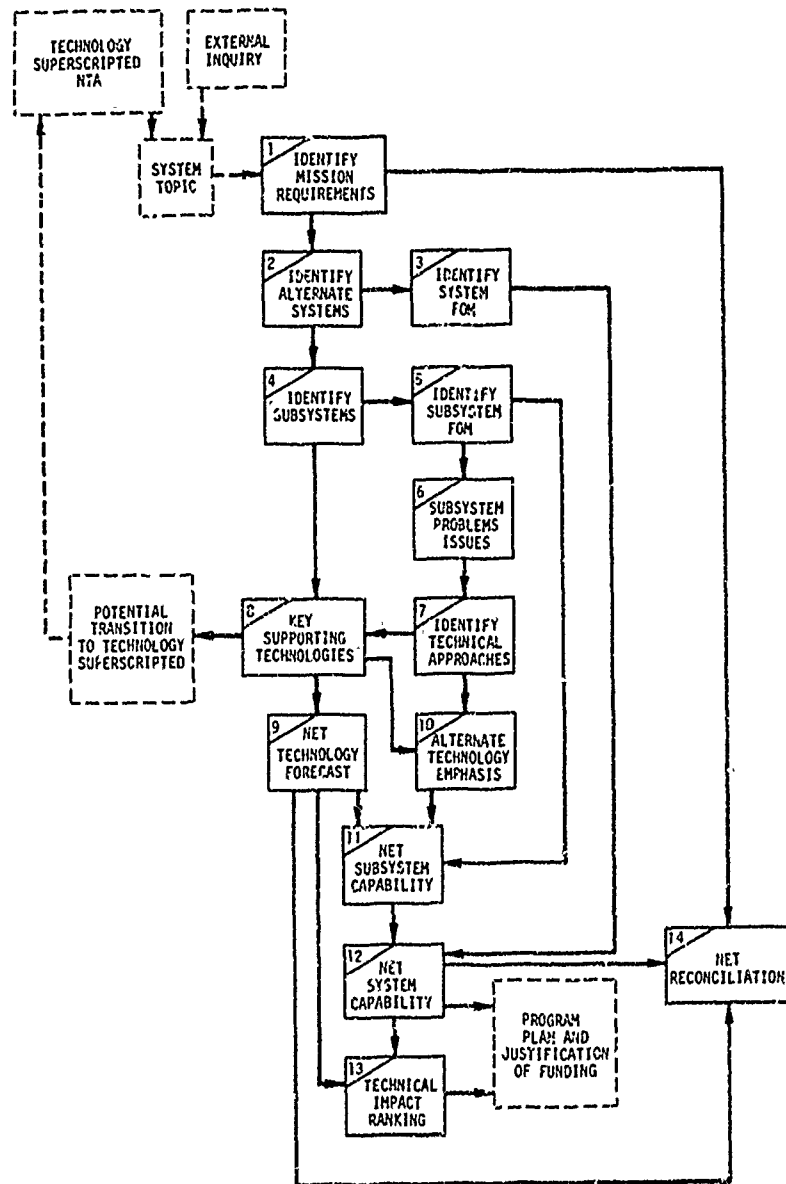 TECHNOLOGY
SUPERSCRIPTED
NTA
EXTERNAL
INQUIRY
SYSTEM
TOPIC
1
IDENTIFY
MISSION
REQUIREMENTS
2
IDENTIFY
ALTERNATE
SYSTEMS
3
IDENTIFY
SYSTEM
FOM
4
IDENTIFY
SUBSYSTEMS
5
IDENTIFY
SUBSYSTEM
FOM
6
SUBSYSTEM
PROBLEMS
ISSUES
POTENTIAL
TRANSITION
TO TECHNOLOGY
SUPERSCRIPTED
8
KEY
SUPPORTING
TECHNOLOGIES
7
IDENTIFY
TECHNICAL
APPROACHES
9
NET
TECHNOLOGY
FORECAST
10
ALTERNATE
TECHNOLOGY
EMPHASIS
11
NET
SUBSYSTEM
CAPABILITY
12
NET
SYSTEM
CAPABILITY
14
NET
RECONCILIATION
PROGRAM
PLAN AND
JUSTIFICATION
OF FUNDING
13
TECHNICAL
IMPACT
RANKING